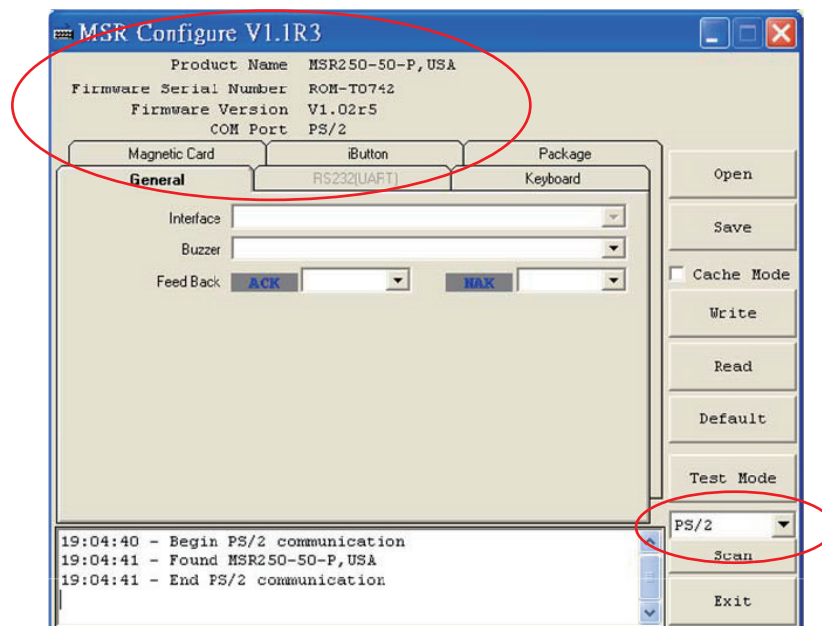 MSR Configure V1.1R3
Product Name MSR250-50-P,USA
Firmware Serial Number ROM-T0742
Firmware Version V1.02r5
COM Port PS/2
Magnetic Card iButton Package
General RS232(UART) Keyboard
Interface
Buzzer
Feed Back ACK NAK
Open
Save
Cache Mode
Write
Read
Default
Test Mode
PS/2
Scan
Exit
19:04:40 - Begin PS/2 communication
19:04:41 - Found MSR250-50-P,USA
19:04:41 - End PS/2 communication